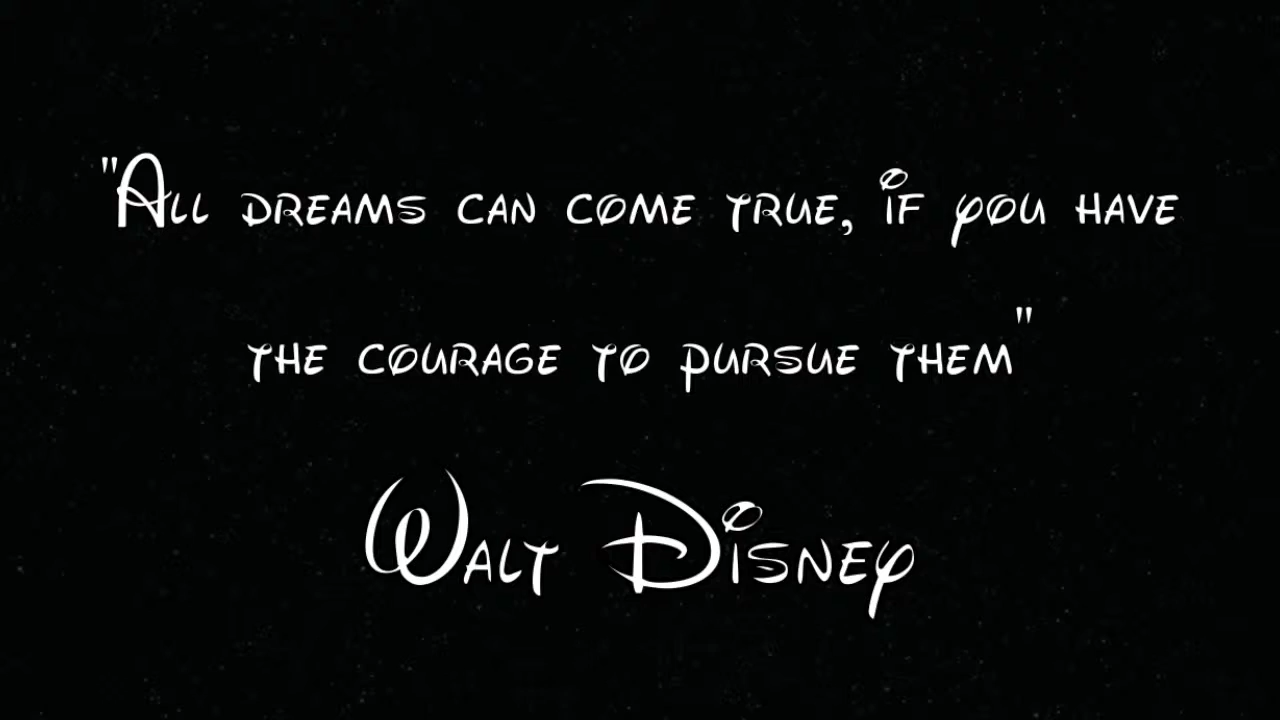 "All dreams can come true, if you have
the courage to pursue them"
Walt Disney